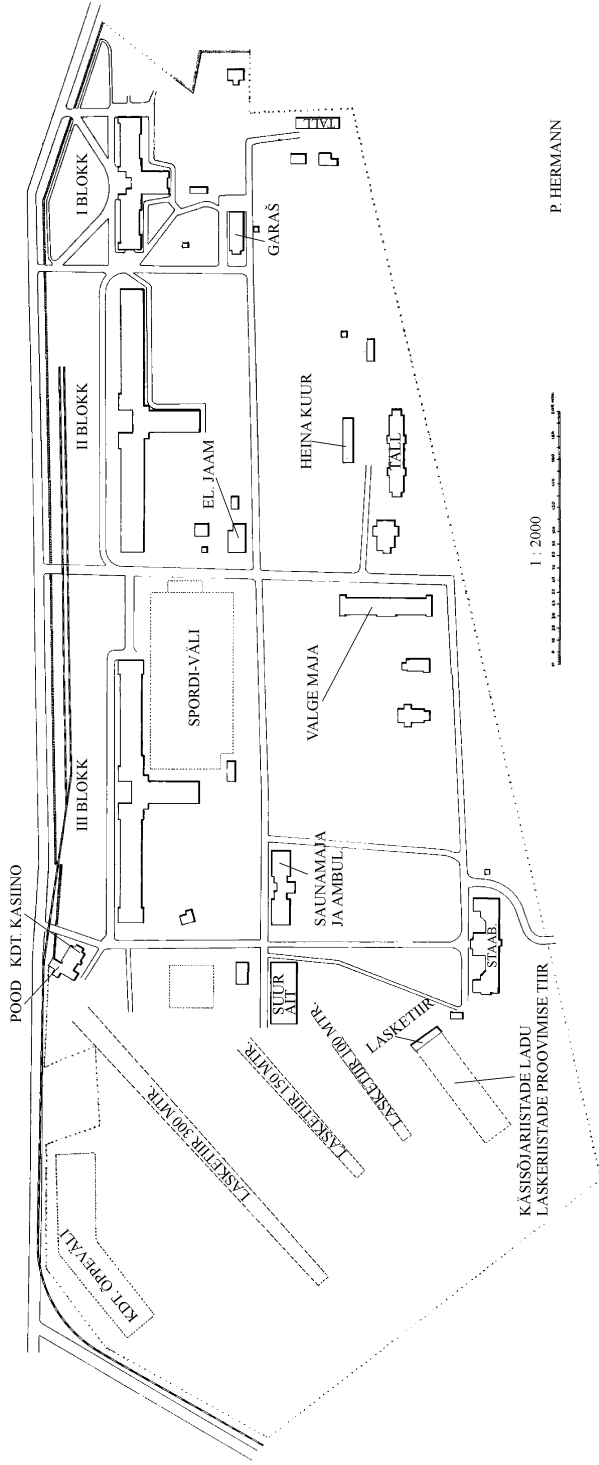 POOD KDT. KASIINO
KDT. ÕPPEVÄLI
III BLOKK
II BLOKK
I BLOKK
LASKETIIR 300 MTR.
LASKETIIR 150 MTR.
LASKETIIR 100 MTR.
LASKETIIR
SUUR
AIT
SPORDI-VÄLI
EL. JAAM
GARAŠ
TALL
SAUNAMAJA
JA AMBUL.
VALGE MAJA
HEINA KUUR
TALL
STAAB.
KÄSISÕJARIISTADE LADU
LASKERIISTADE PROOVIMISE TIIR
1 : 2000
P. HERMANN